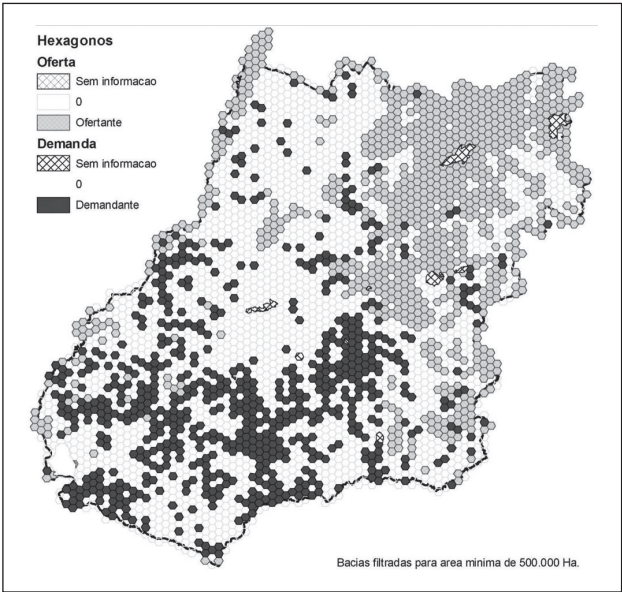 Hexagonos
Oferta
Sem informacao
0
Ofertante
Demanda
Sem informacao
0
Demandante
Bacias filtradas para area minima de 500.000 Ha.